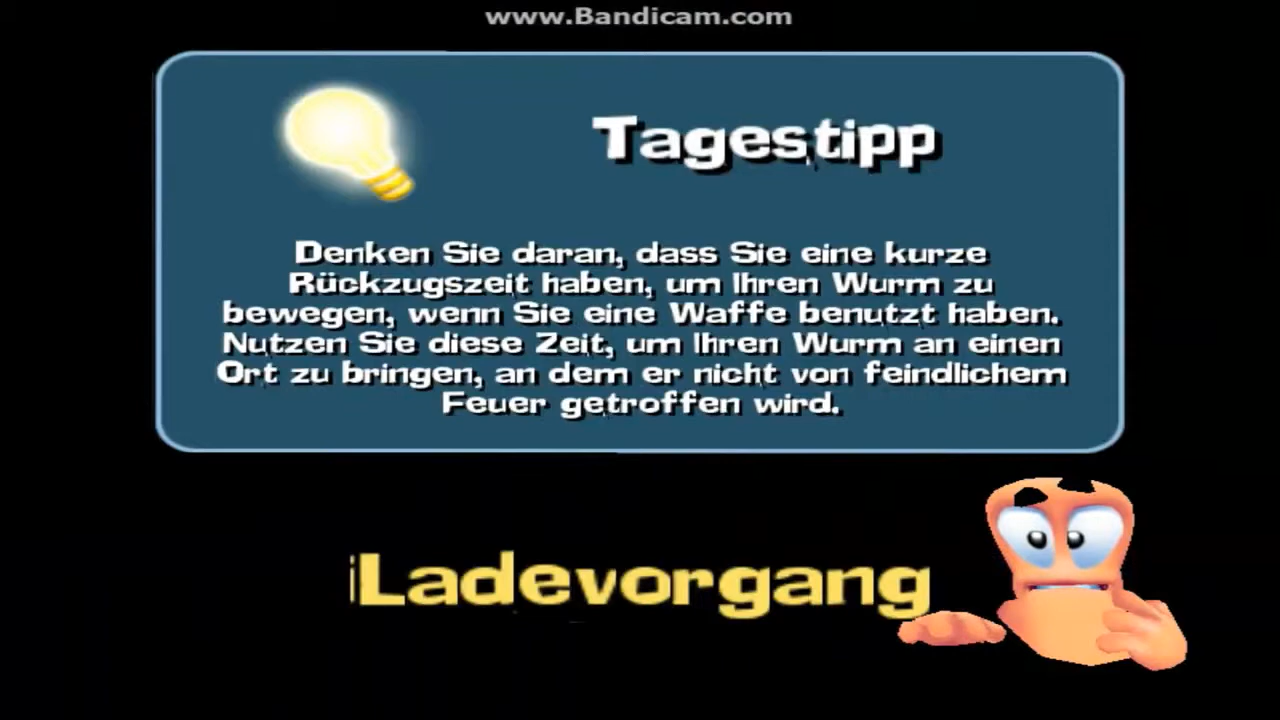 www.Bandicam.com
Tagestipp
Denken Sie daran, dass Sie eine kurze
Rückzugszeit haben, um Ihren Wurm zu
bewegen, wenn Sie eine Waffe benutzt haben.
Nutzen Sie diese Zeit, um Ihren Wurm an einen
Ort zu bringen, an dem er nicht von feindlichem
Feuer getroffen wird.
Ladevorgang